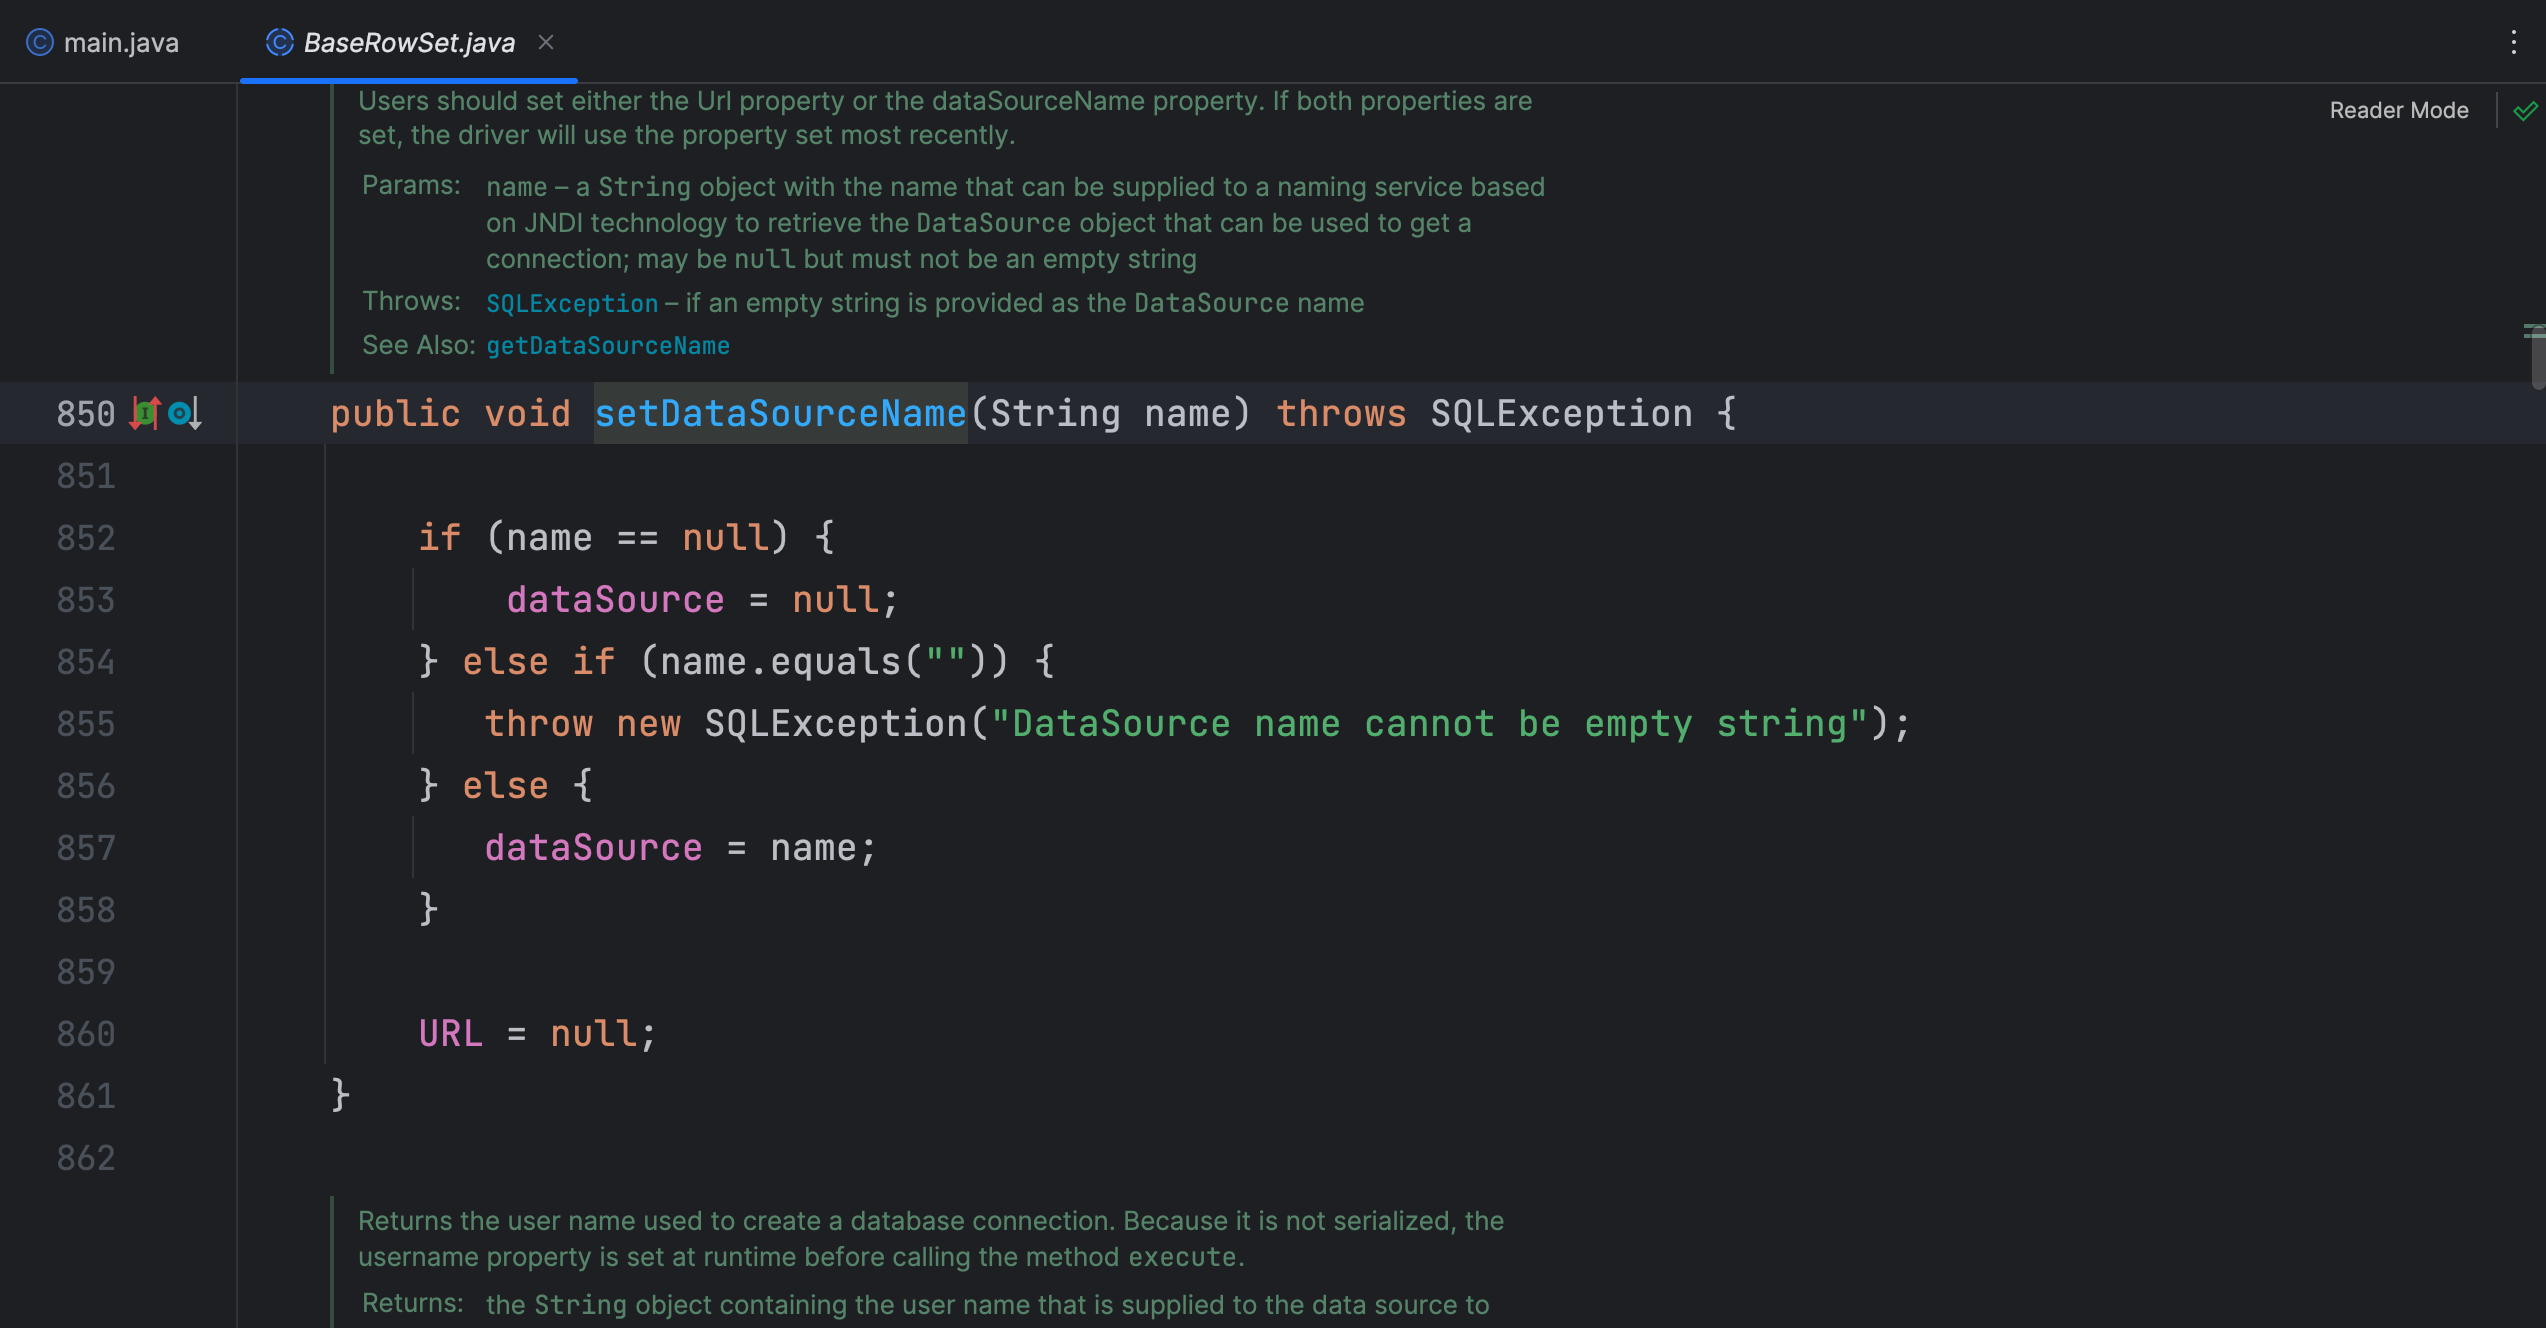 main.java
BaseRowSet.java
Reader Mode
Users should set either the Url property or the dataSourceName property. If both properties are
set, the driver will use the property set most recently.
Params: name – a String object with the name that can be supplied to a naming service based
on JNDI technology to retrieve the DataSource object that can be used to get a
connection; may be null but must not be an empty string
Throws: SQLException – if an empty string is provided as the DataSource name
See Also: getDataSourceName
850 public void setDataSourceName(String name) throws SQLException {
851
852 if (name == null) {
853 dataSource = null;
854 } else if (name.equals("")) {
855 throw new SQLException("DataSource name cannot be empty string");
856 } else {
857 dataSource = name;
858 }
859
860 URL = null;
861 }
862
Returns the user name used to create a database connection. Because it is not serialized, the
username property is set at runtime before calling the method execute.
Returns: the String object containing the user name that is supplied to the data source to